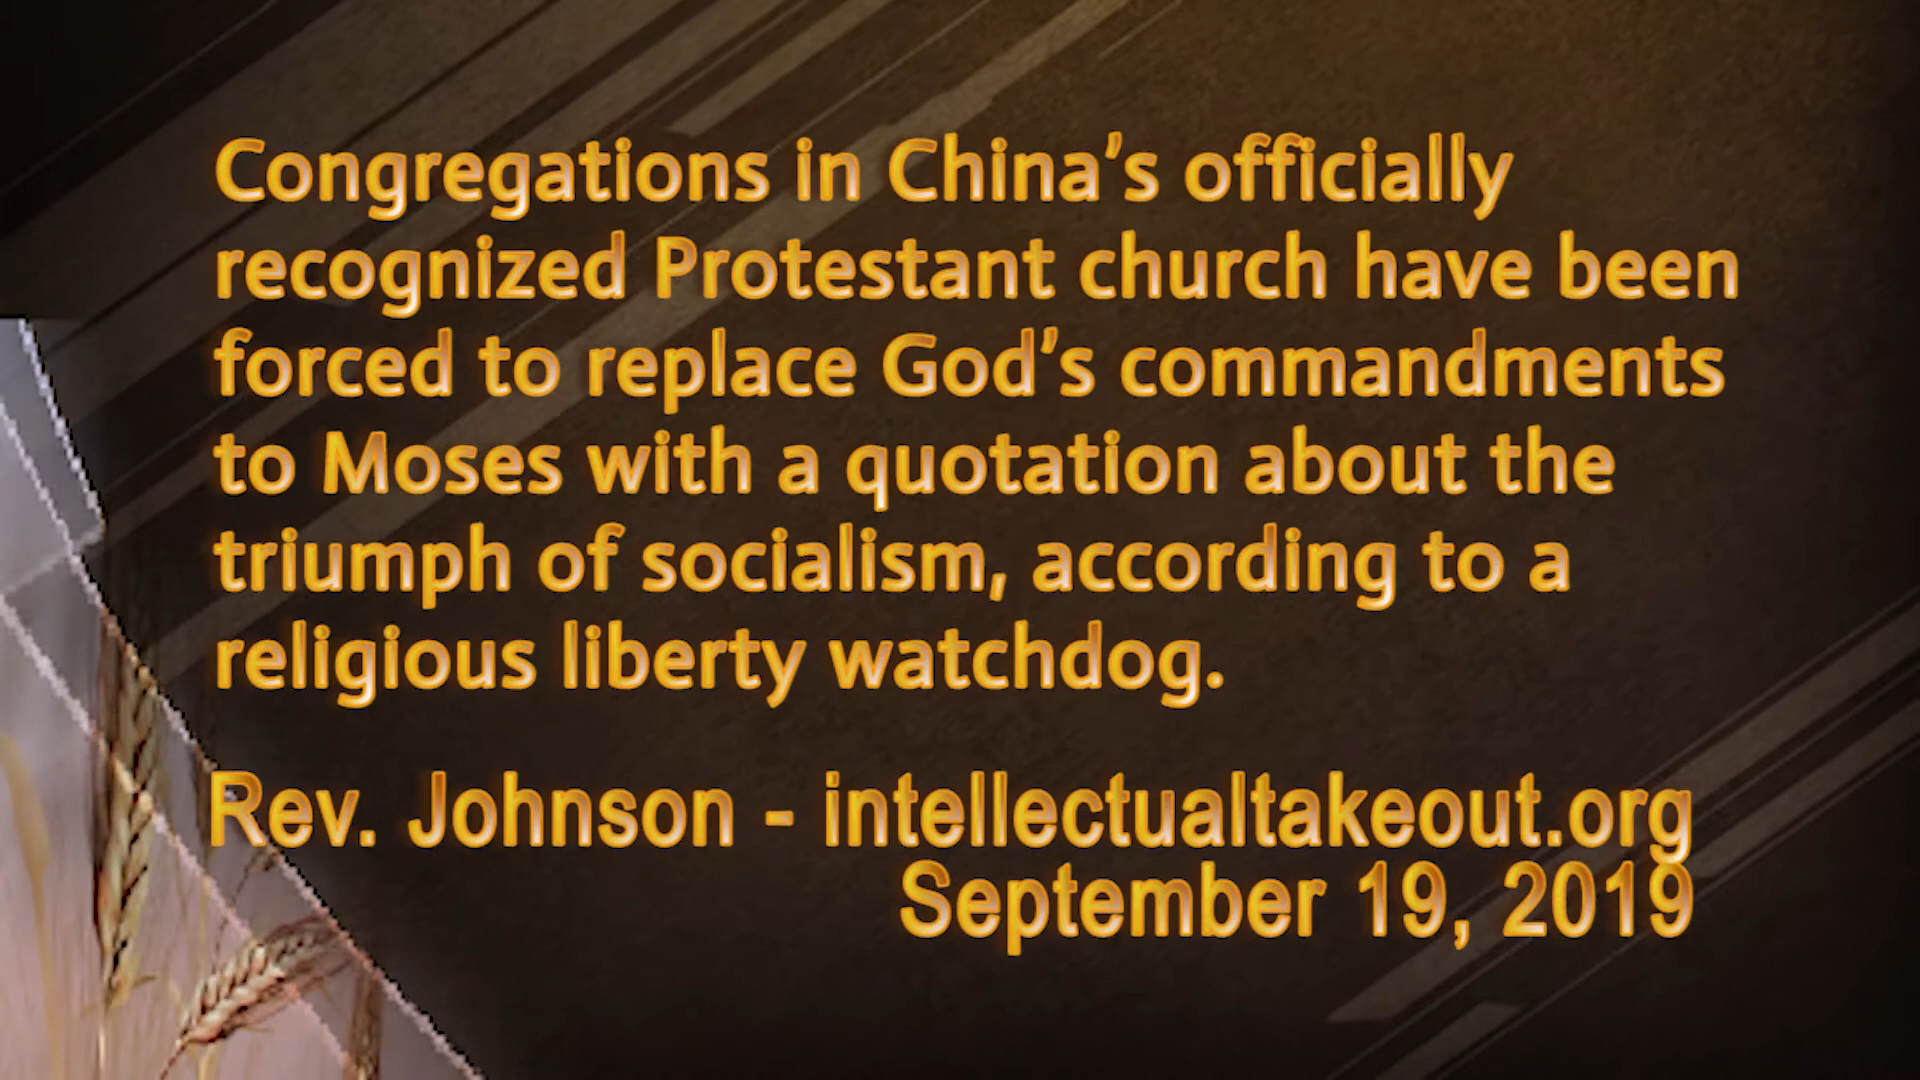 Congregations in China’s officially
recognized Protestant church have been
forced to replace God’s commandments
to Moses with a quotation about the
triumph of socialism, according to a
religious liberty watchdog.
Rev. Johnson - intellectualtakeout.org
September 19, 2019